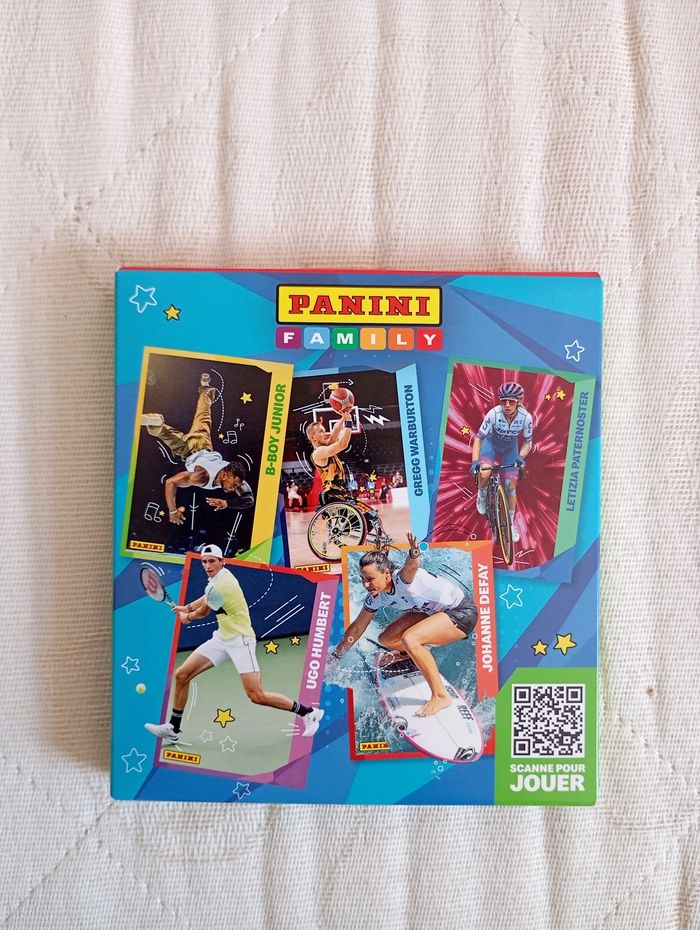 PANINI
FAMILY
B-BOY JUNIOR
GREGG WARBURTON
LETIZIA PATERNOSTER
PANINI
PANINI
UGO HUMBERT
JOHANNE DEFAY
PANINI
PANINI
SCANNE POUR
JOUER